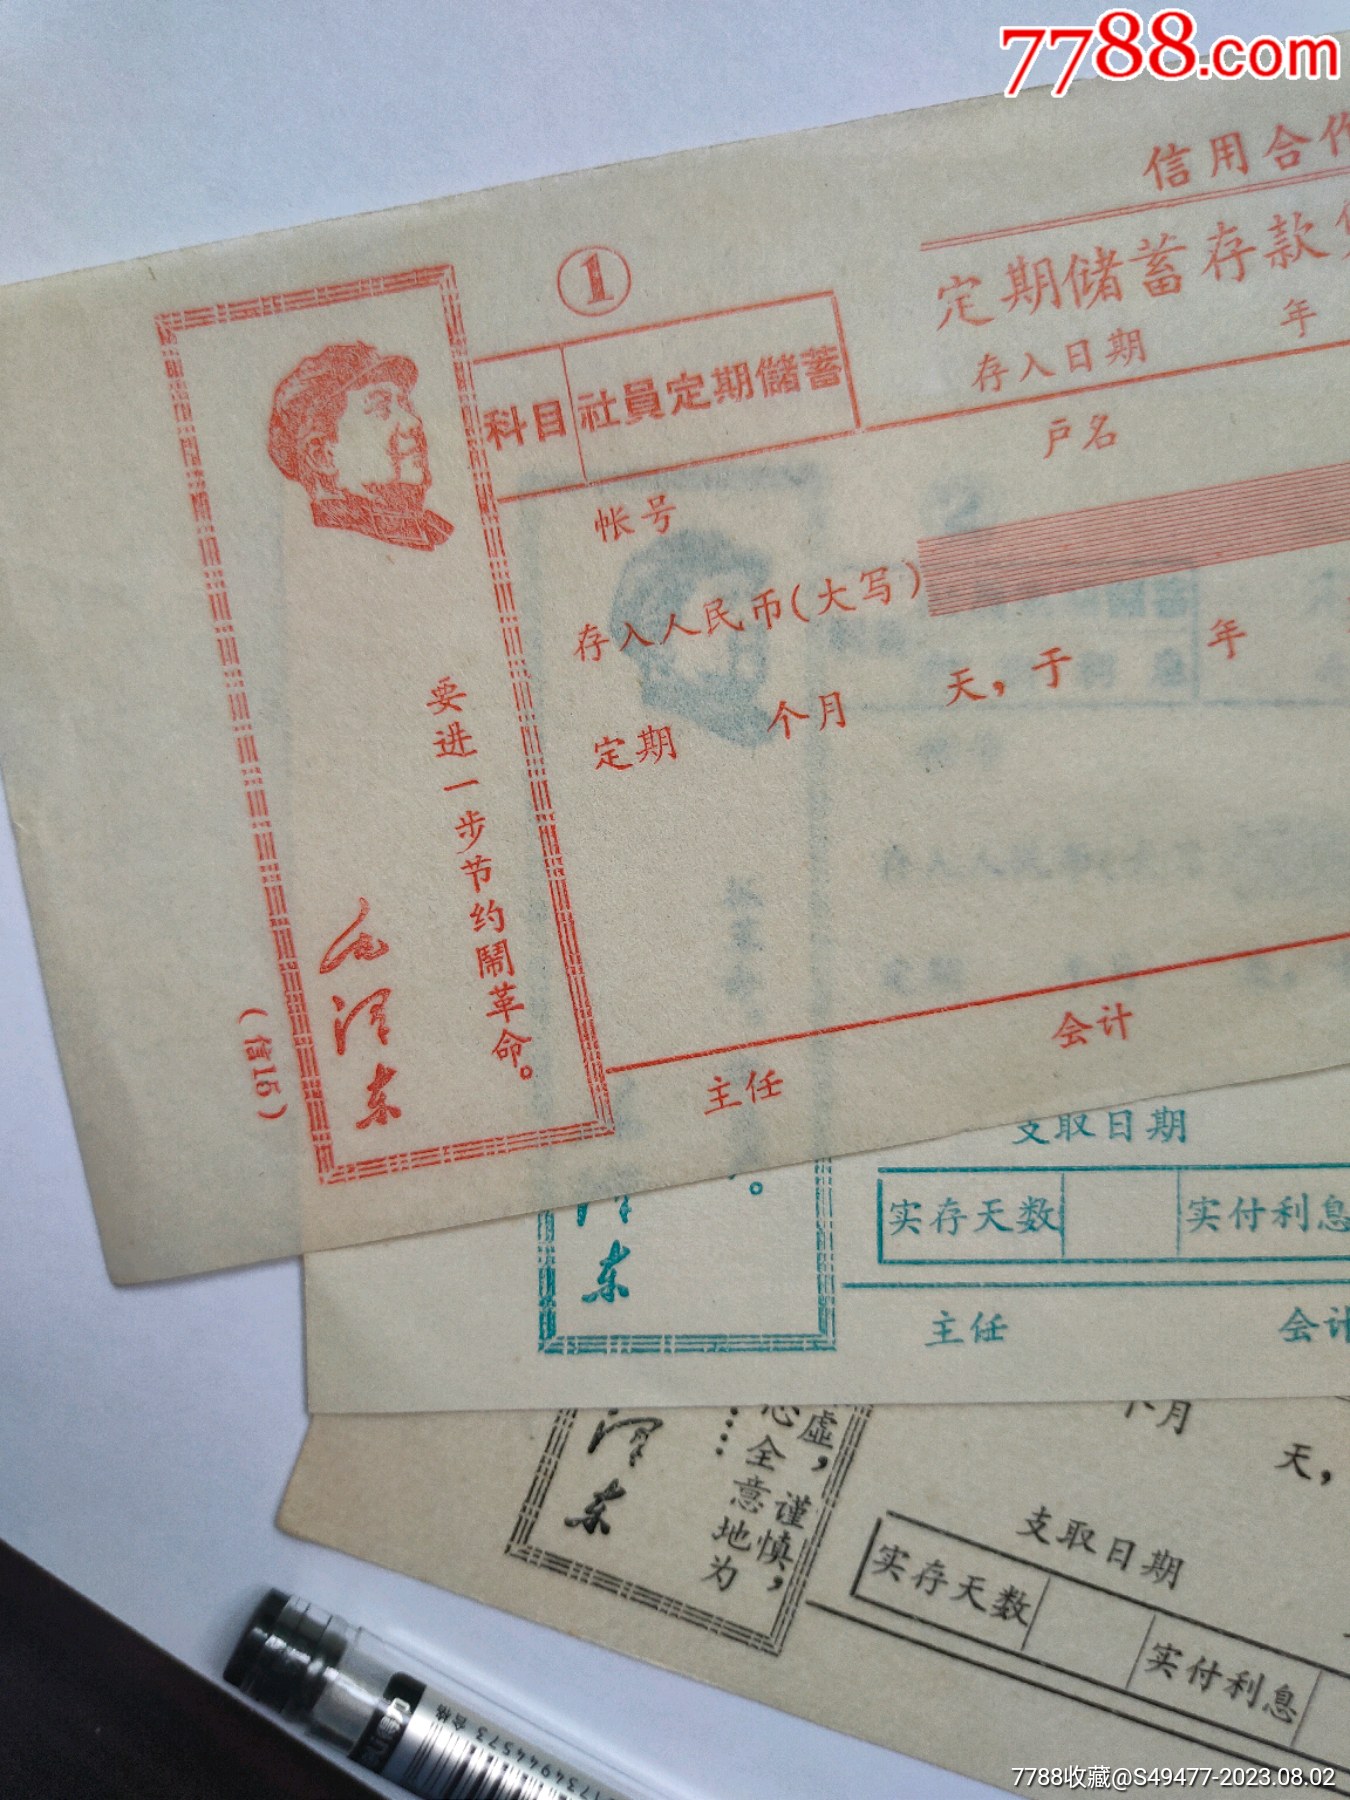 7788.com
信用合作
定期储蓄存款
①
科目 社員定期儲蓄
存入日期 年
户名
帐号
存入人民币(大写)
定期 个月 天，于 年
要进一步节约鬧革命。
毛泽东
(信15)
主任 会计
支取日期
实存天数 实付利息
泽东
主任 会计
个月
天，
虚，谨慎，
心全意地为
……
泽东
支取日期
实存天数 实付利息
7788收藏@S49477-2023.08.02